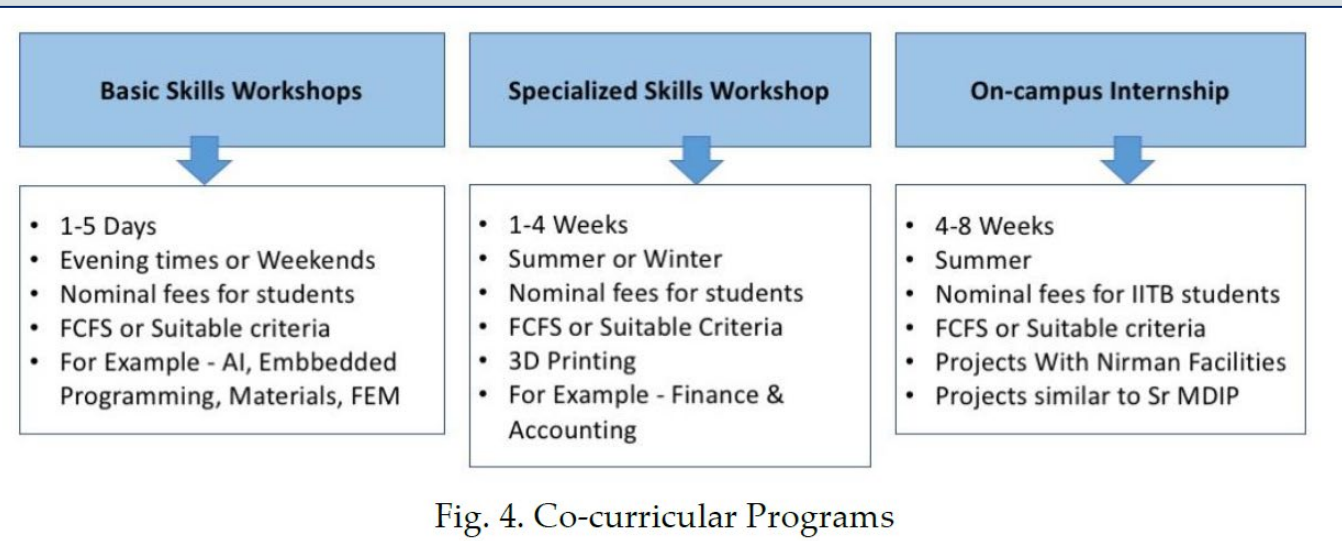 Basic Skills Workshops
• 1-5 Days
• Evening times or Weekends
• Nominal fees for students
• FCFS or Suitable criteria
• For Example - AI, Embbedded
Programming, Materials, FEM
Specialized Skills Workshop
• 1-4 Weeks
• Summer or Winter
• Nominal fees for students
• FCFS or Suitable Criteria
• 3D Printing
• For Example - Finance &
Accounting
On-campus Internship
• 4-8 Weeks
• Summer
• Nominal fees for IITB students
• FCFS or Suitable criteria
• Projects With Nirman Facilities
• Projects similar to Sr MDIP
Fig. 4. Co-curricular Programs